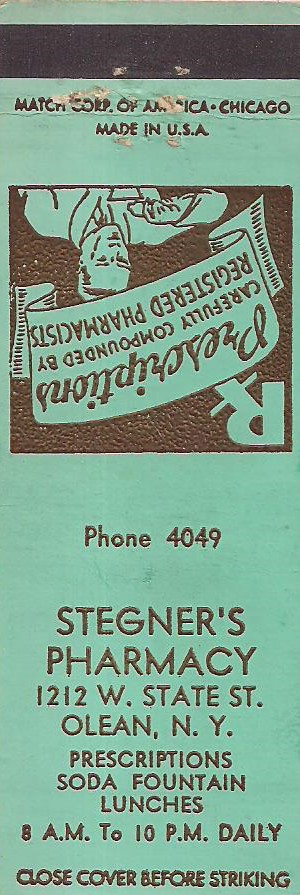 MATCH CORP. OF AMERICA · CHICAGO
MADE IN U.S.A.
Rx
Prescriptions
CAREFULLY COMPOUNDED BY
REGISTERED PHARMACISTS
Phone 4049
STEGNER'S
PHARMACY
1212 W. STATE ST.
OLEAN, N. Y.
PRESCRIPTIONS
SODA FOUNTAIN
LUNCHES
8 A.M. To 10 P.M. DAILY
CLOSE COVER BEFORE STRIKING